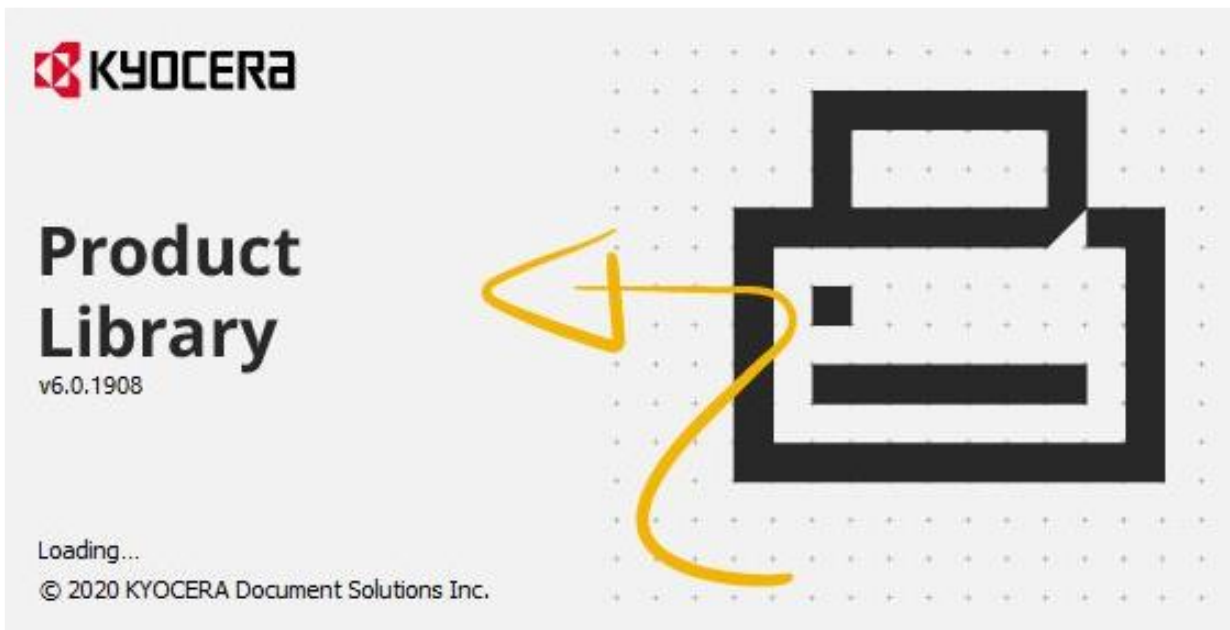 KYOCERA
Product
Library
v6.0.1908
Loading...
© 2020 KYOCERA Document Solutions Inc.